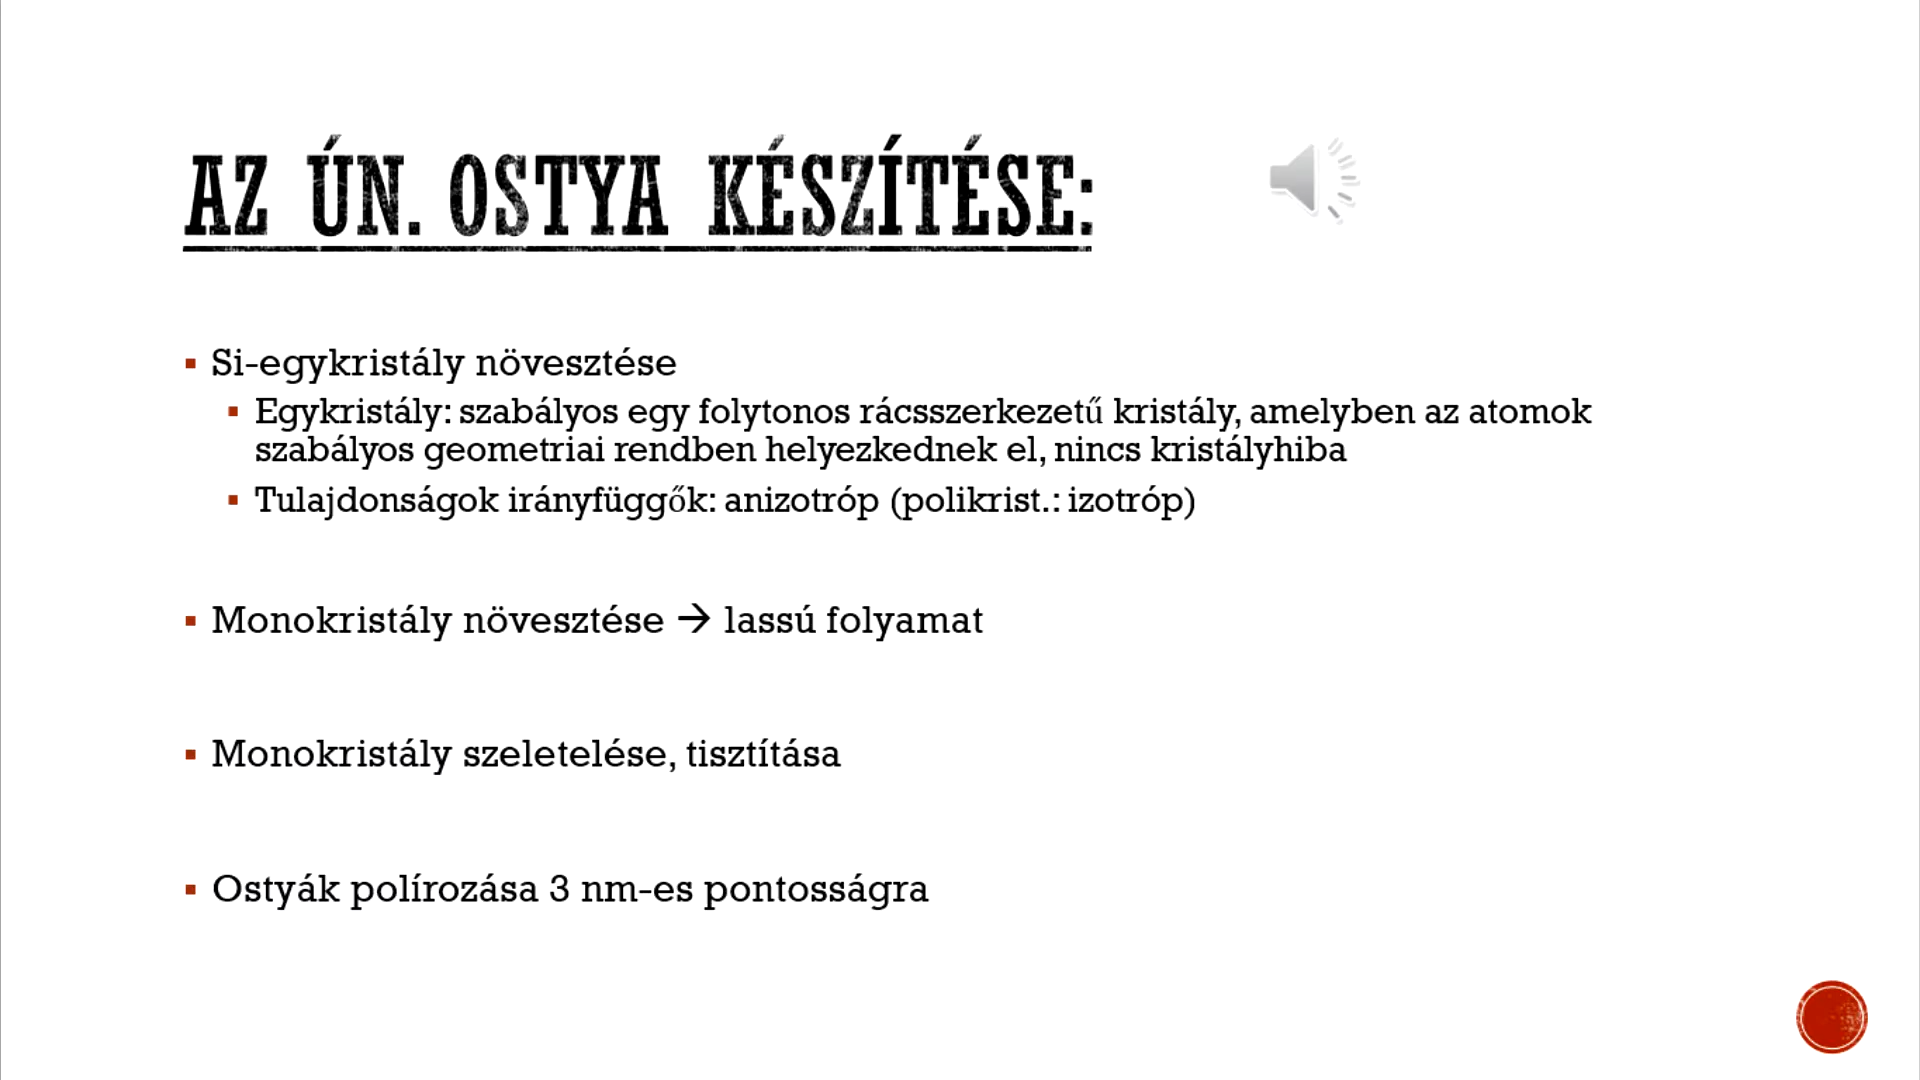 AZ ÚN. OSTYA KÉSZÍTÉSE:
▪ Si-egykristály növesztése
▪ Egykristály: szabályos egy folytonos rácsszerkezetű kristály, amelyben az atomok
szabályos geometriai rendben helyezkednek el, nincs kristályhiba
▪ Tulajdonságok irányfüggők: anizotróp (polikrist.: izotróp)
▪ Monokristály növesztése → lassú folyamat
▪ Monokristály szeletelése, tisztítása
▪ Ostyák polírozása 3 nm-es pontosságra